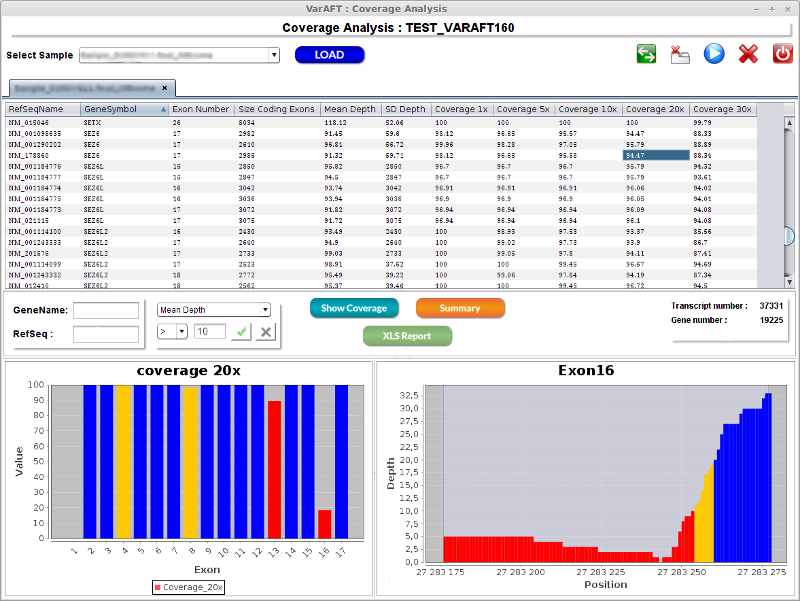 VarAFT : Coverage Analysis
Coverage Analysis : TEST_VARAFT160
Select Sample LOAD
RefSeqName GeneSymbol Exon Number Size Coding Exons Mean Depth SD Depth Coverage 1x Coverage 5x Coverage 10x Coverage 20x Coverage 30x
NM_015046 SETX 26 8034 118.12 52.06 100 100 100 100 99.79
NM_001098635 SEZ6 17 2982 91.45 59.6 98.12 96.65 95.57 94.47 88.33
NM_001290202 SEZ6 16 2610 96.81 56.72 99.96 98.28 97.05 95.79 88.89
NM_178860 SEZ6 17 2985 91.32 59.71 98.12 96.65 95.58 94.47 88.34
NM_001184776 SEZ6L 15 2850 95.82 2850 96.7 96.7 96.7 95.79 94.32
NM_001184777 SEZ6L 15 2847 94.5 2847 96.7 96.7 96.7 95.79 93.61
NM_001184774 SEZ6L 16 3042 93.74 3042 96.91 96.91 96.91 96.06 94.02
NM_001184775 SEZ6L 16 3036 93.94 3036 96.9 96.9 96.9 96.05 94.01
NM_001184773 SEZ6L 17 3072 91.82 3072 96.94 96.94 96.94 96.09 94.08
NM_021115 SEZ6L 17 3075 91.72 3075 96.94 96.94 96.94 96.1 94.08
NM_001114100 SEZ6L2 16 2430 93.49 2430 100 98.93 97.53 93.37 85.56
NM_001243333 SEZ6L2 17 2640 94.9 2640 100 99.02 97.73 93.9 86.7
NM_201575 SEZ6L2 17 2733 99.03 2733 100 99.05 97.8 94.11 87.41
NM_001114099 SEZ6L2 17 2523 98.91 37.62 100 100 99.45 96.67 94.69
NM_001243332 SEZ6L2 18 2772 95.49 39.22 100 99.06 97.84 94.19 87.34
NM_012410 SEZ6L2 18 2562 95.37 39.46 100 100 99.45 96.72 94.5
GeneName: Mean Depth Show Coverage Summary Transcript number : 37331
Gene number : 19225
RefSeq : > 10 XLS Report
coverage 20x
100
90
80
70
60
50
40
30
20
10
0
Value
1 2 4 5 6 7 8 9 10 11 12 13 14 15 16 17
Exon
Coverage_20x
Exon16
32,5
30,0
27,5
25,0
22,5
20,0
17,5
15,0
12,5
10,0
7,5
5,0
2,5
0,0
Depth
27 283 175 27 283 200 27 283 225 27 283 250 27 283 275
Position